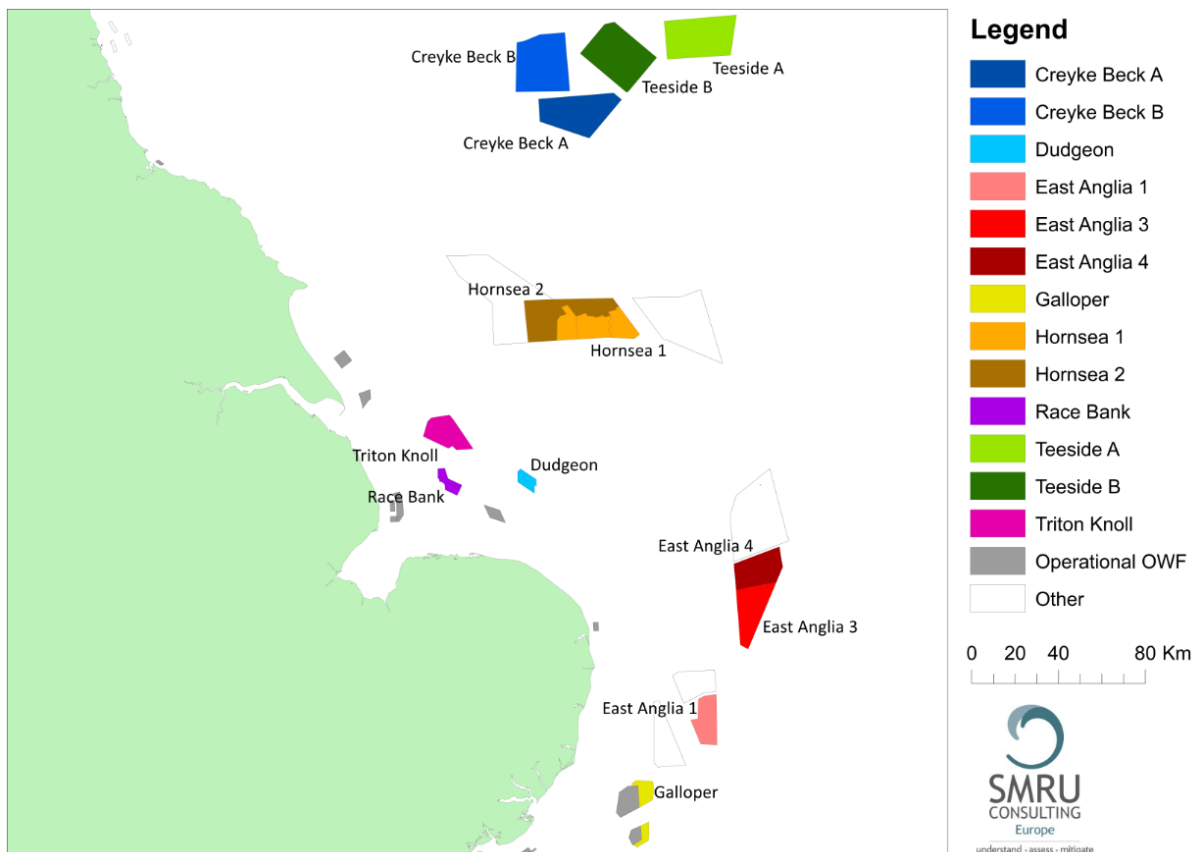 Creyke Beck B
Teeside A
Teeside B
Creyke Beck A
Hornsea 2
Hornsea 1
Triton Knoll
Dudgeon
Race Bank
East Anglia 4
East Anglia 3
East Anglia 1
Galloper
Legend
Creyke Beck A
Creyke Beck B
Dudgeon
East Anglia 1
East Anglia 3
East Anglia 4
Galloper
Hornsea 1
Hornsea 2
Race Bank
Teeside A
Teeside B
Triton Knoll
Operational OWF
Other
0 20 40 80 Km
SMRU
CONSULTING
Europe
understand · assess · mitigate